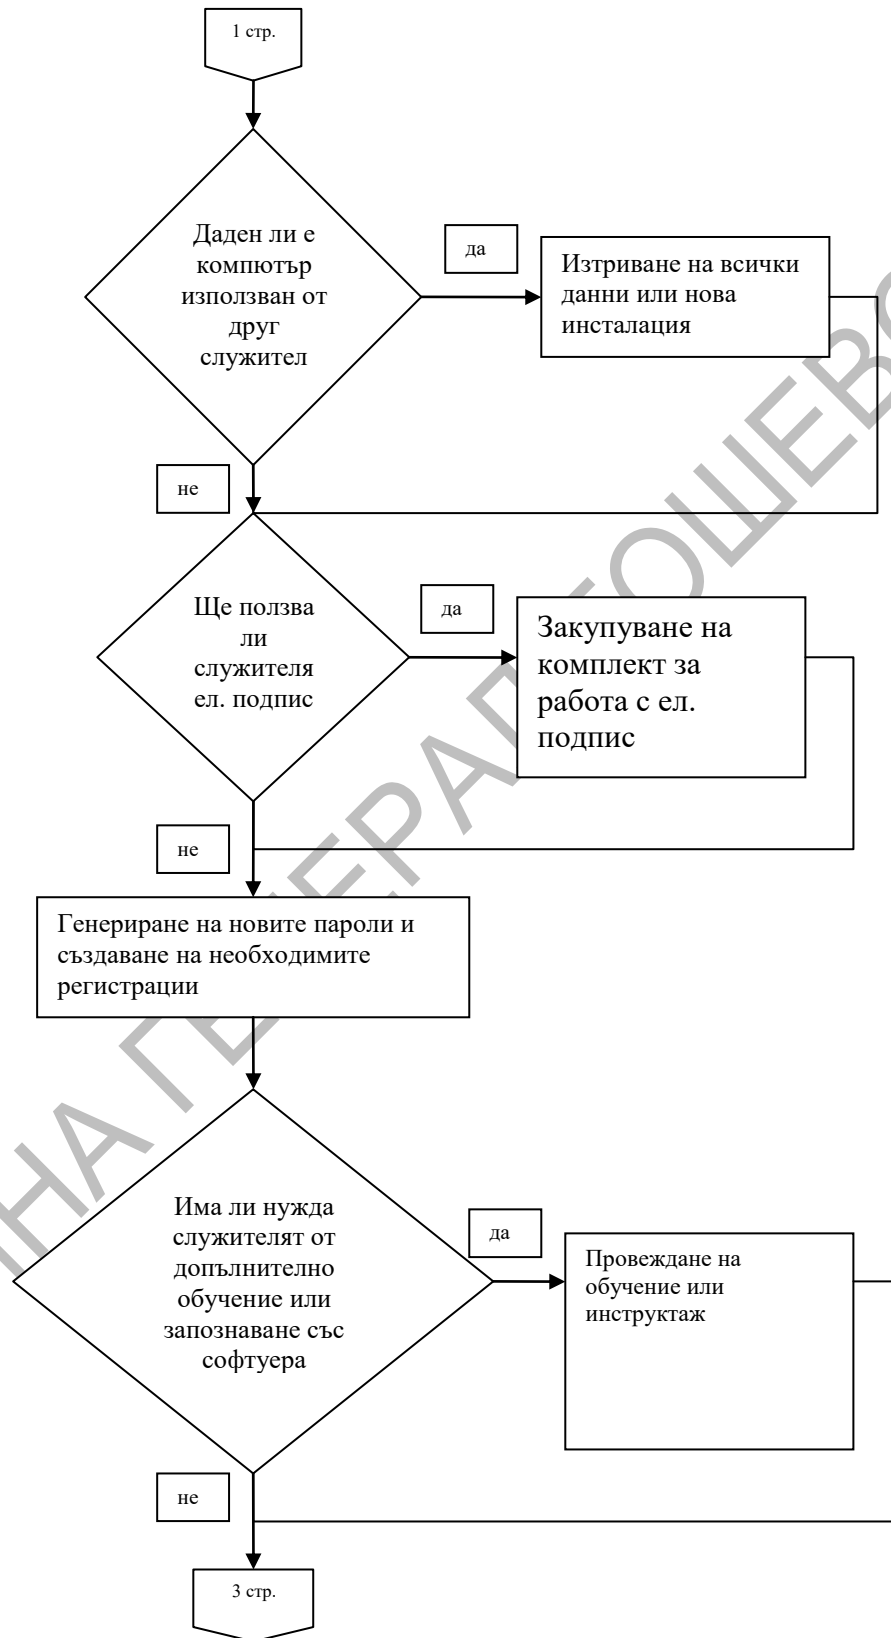 1 стр.
Даден ли е
компютър
използван от
друг
служител
да
Изтриване на всички
данни или нова
инсталация
не
Ще ползва
ли
служителя
ел. подпис
да
Закупуване на
комплект за
работа с ел.
подпис
не
Генериране на новите пароли и
създаване на необходимите
регистрации
Има ли нужда
служителят от
допълнително
обучение или
запознаване със
софтуера
да
Провеждане на
обучение или
инструктаж
не
3 стр.